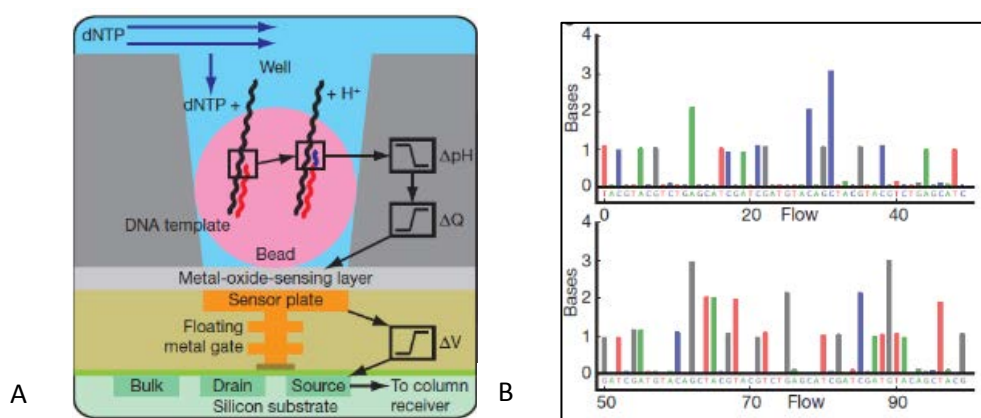 dNTP
Well
dNTP +
+ H⁺
ΔpH
DNA template
ΔQ
Bead
Metal-oxide-sensing layer
Sensor plate
Floating
metal gate
ΔV
Bulk
Drain
Source
To column
receiver
Silicon substrate
A
B
Bases
4
3
2
1
0
TACGTACGTCTGAGCATCGATCGATGTACAGCTACGTACGTCTGAGCATC
0
20
Flow
40
Bases
4
3
2
1
0
GATCGATGTACAGCTACGTACGTCTGAGCATCGATCGATGTACAGCTACG
50
70
Flow
90